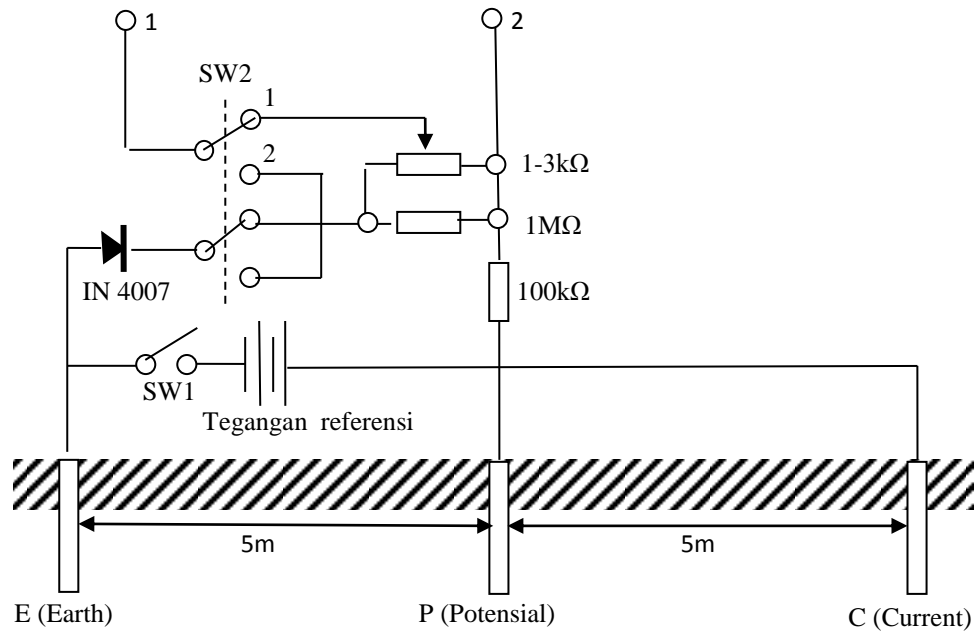 1
2
SW2
1
2
1-3kΩ
1MΩ
IN 4007
100kΩ
SW1
Tegangan referensi
5m
5m
E (Earth)
P (Potensial)
C (Current)